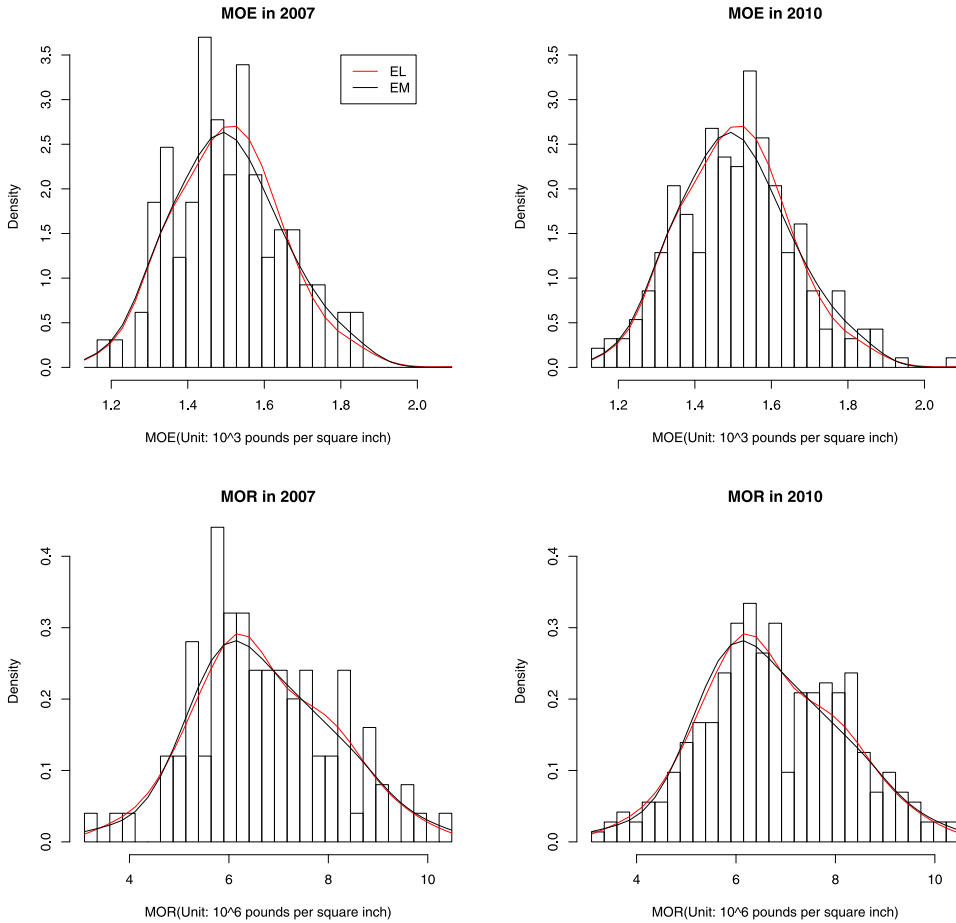 MOE in 2007
Density
0.0 0.5 1.0 1.5 2.0 2.5 3.0 3.5
EL
EM
1.2 1.4 1.6 1.8 2.0
MOE(Unit: 10^3 pounds per square inch)
MOE in 2010
Density
0.0 0.5 1.0 1.5 2.0 2.5 3.0 3.5
1.2 1.4 1.6 1.8 2.0
MOE(Unit: 10^3 pounds per square inch)
MOR in 2007
Density
0.0 0.1 0.2 0.3 0.4
4 6 8 10
MOR(Unit: 10^6 pounds per square inch)
MOR in 2010
Density
0.0 0.1 0.2 0.3 0.4
4 6 8 10
MOR(Unit: 10^6 pounds per square inch)